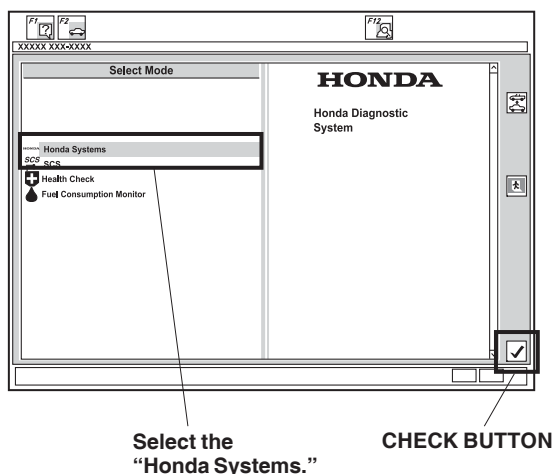 F1 F2 F12
XXXXX XXX-XXXX
Select Mode
HONDA
Honda Diagnostic
System
HONDA Honda Systems
SCS SCS
Health Check
Fuel Consumption Monitor
Select the
“Honda Systems.”
CHECK BUTTON